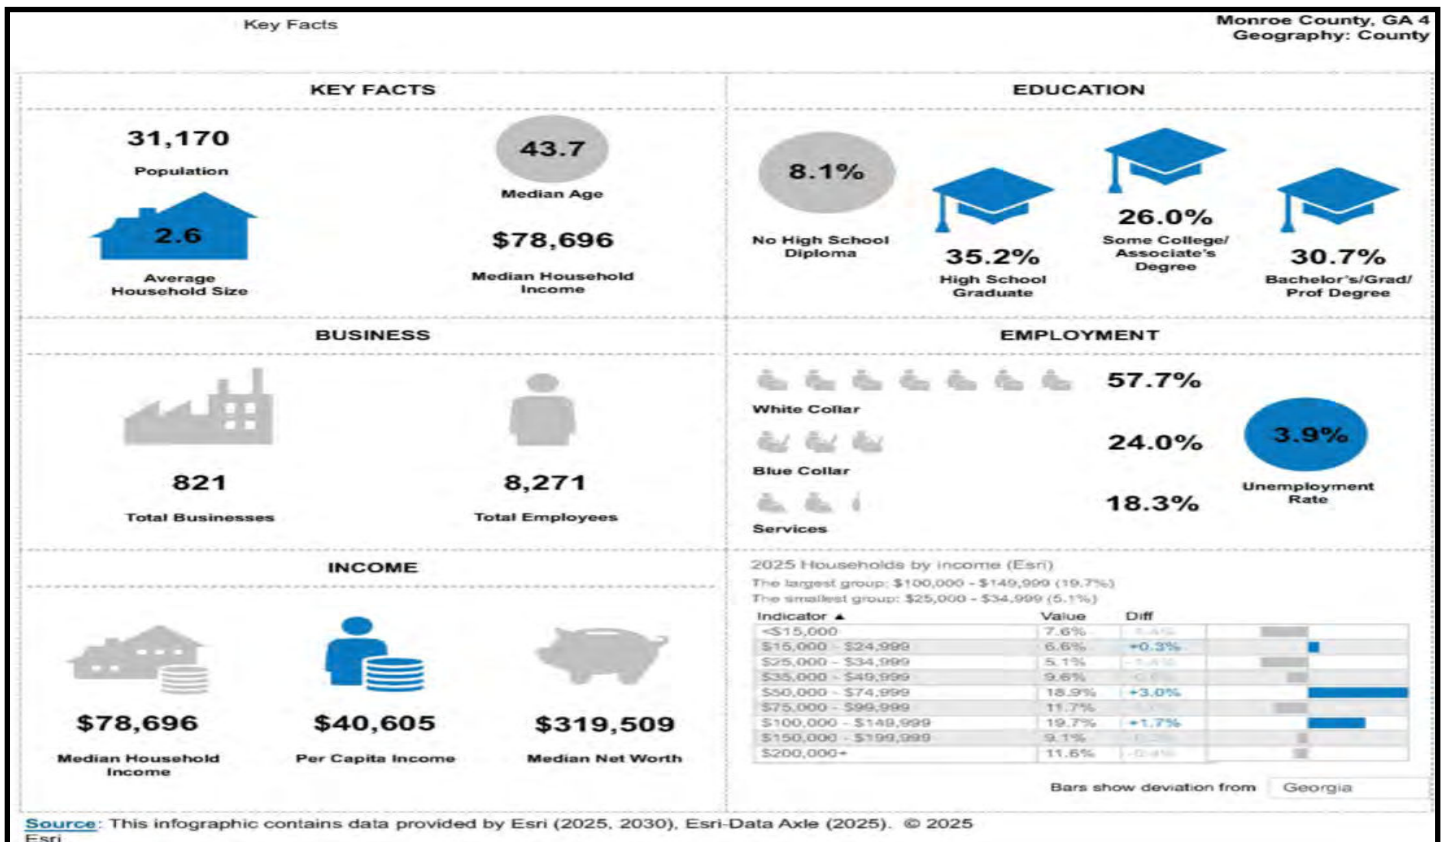 Key Facts
Monroe County, GA 4
Geography: County
KEY FACTS
31,170
Population
43.7
Median Age
2.6
Average
Household Size
$78,696
Median Household
Income
EDUCATION
8.1%
No High School
Diploma
35.2%
High School
Graduate
26.0%
Some College/
Associate's
Degree
30.7%
Bachelor's/Grad/
Prof Degree
BUSINESS
821
Total Businesses
8,271
Total Employees
EMPLOYMENT
57.7%
White Collar
24.0%
Blue Collar
18.3%
Services
3.9%
Unemployment
Rate
INCOME
$78,696
Median Household
Income
$40,605
Per Capita Income
$319,509
Median Net Worth
2025 Households by income (Esri)
The largest group: $100,000 - $149,999 (19.7%)
The smallest group: $25,000 - $34,999 (5.1%)
Indicator ▲ Value Diff
<$15,000 7.6%
$15,000 - $24,999 6.6% +0.3%
$25,000 - $34,999 5.1%
$35,000 - $49,999 9.6%
$50,000 - $74,999 18.9% +3.0%
$75,000 - $99,999 11.7%
$100,000 - $149,999 19.7% +1.7%
$150,000 - $199,999 9.1%
$200,000+ 11.6%
Bars show deviation from Georgia
Source: This infographic contains data provided by Esri (2025, 2030), Esri-Data Axle (2025). © 2025
Esri